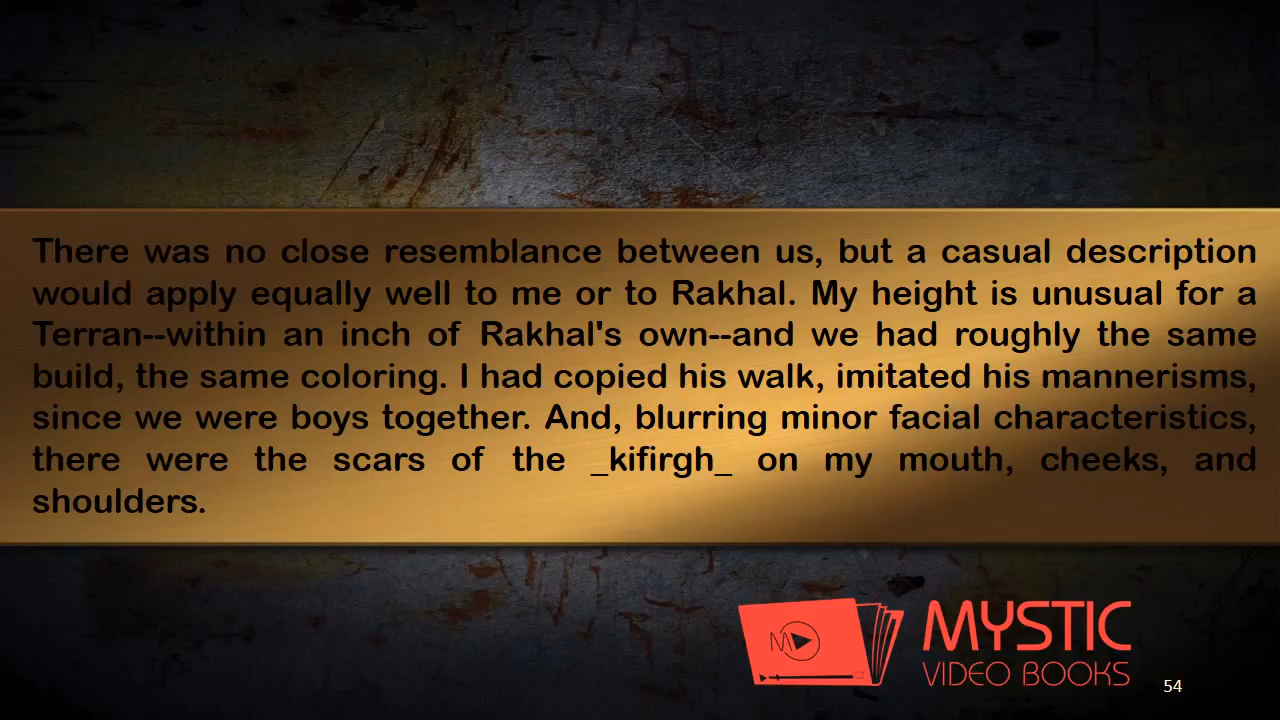 There was no close resemblance between us, but a casual description
would apply equally well to me or to Rakhal. My height is unusual for a
Terran--within an inch of Rakhal's own--and we had roughly the same
build, the same coloring. I had copied his walk, imitated his mannerisms,
since we were boys together. And, blurring minor facial characteristics,
there were the scars of the _kifirgh_ on my mouth, cheeks, and
shoulders.
MYSTIC
VIDEO BOOKS
54